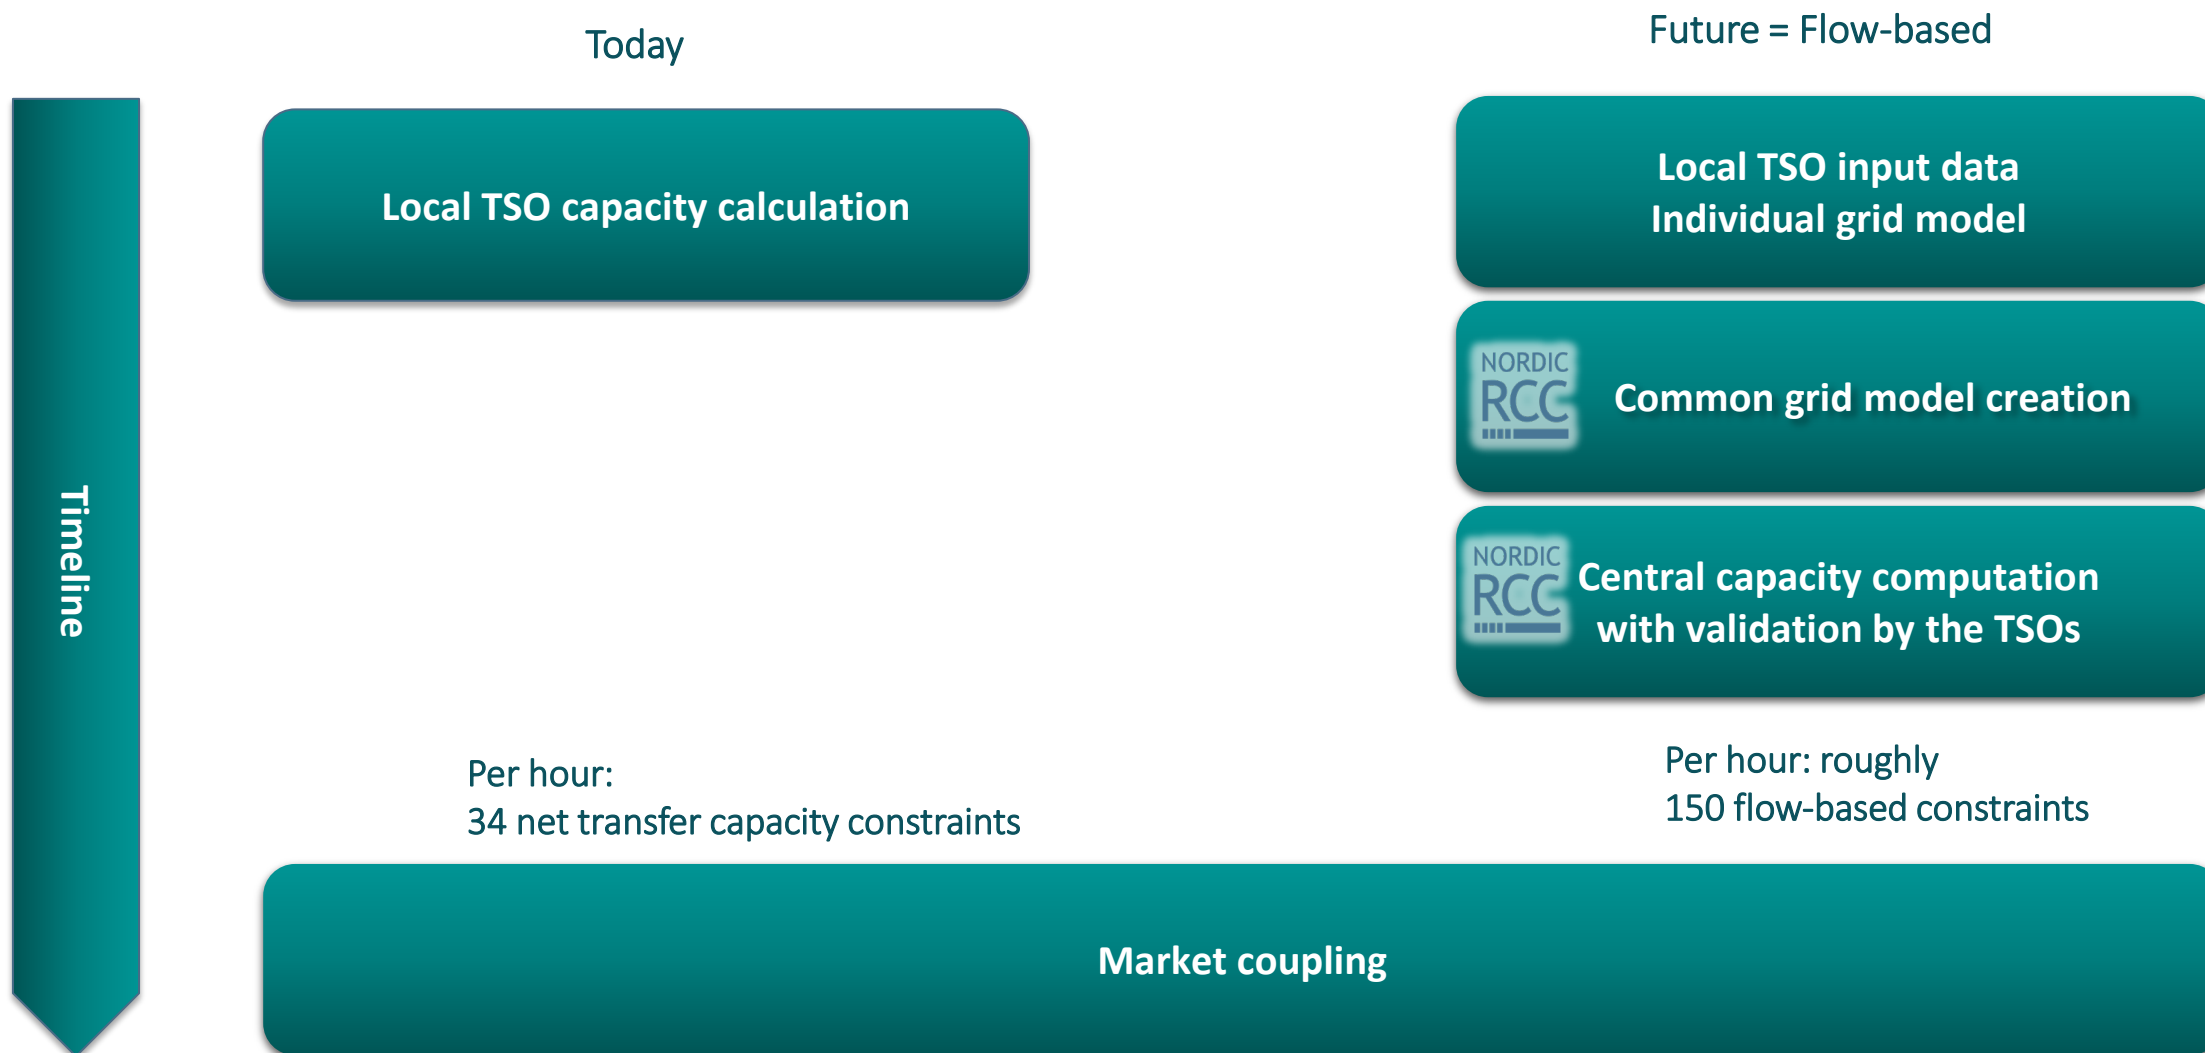 Today
Future = Flow-based
Timeline
Local TSO capacity calculation
Local TSO input data
Individual grid model
NORDIC
RCC
Common grid model creation
NORDIC
RCC
Central capacity computation
with validation by the TSOs
Per hour:
34 net transfer capacity constraints
Per hour: roughly
150 flow-based constraints
Market coupling